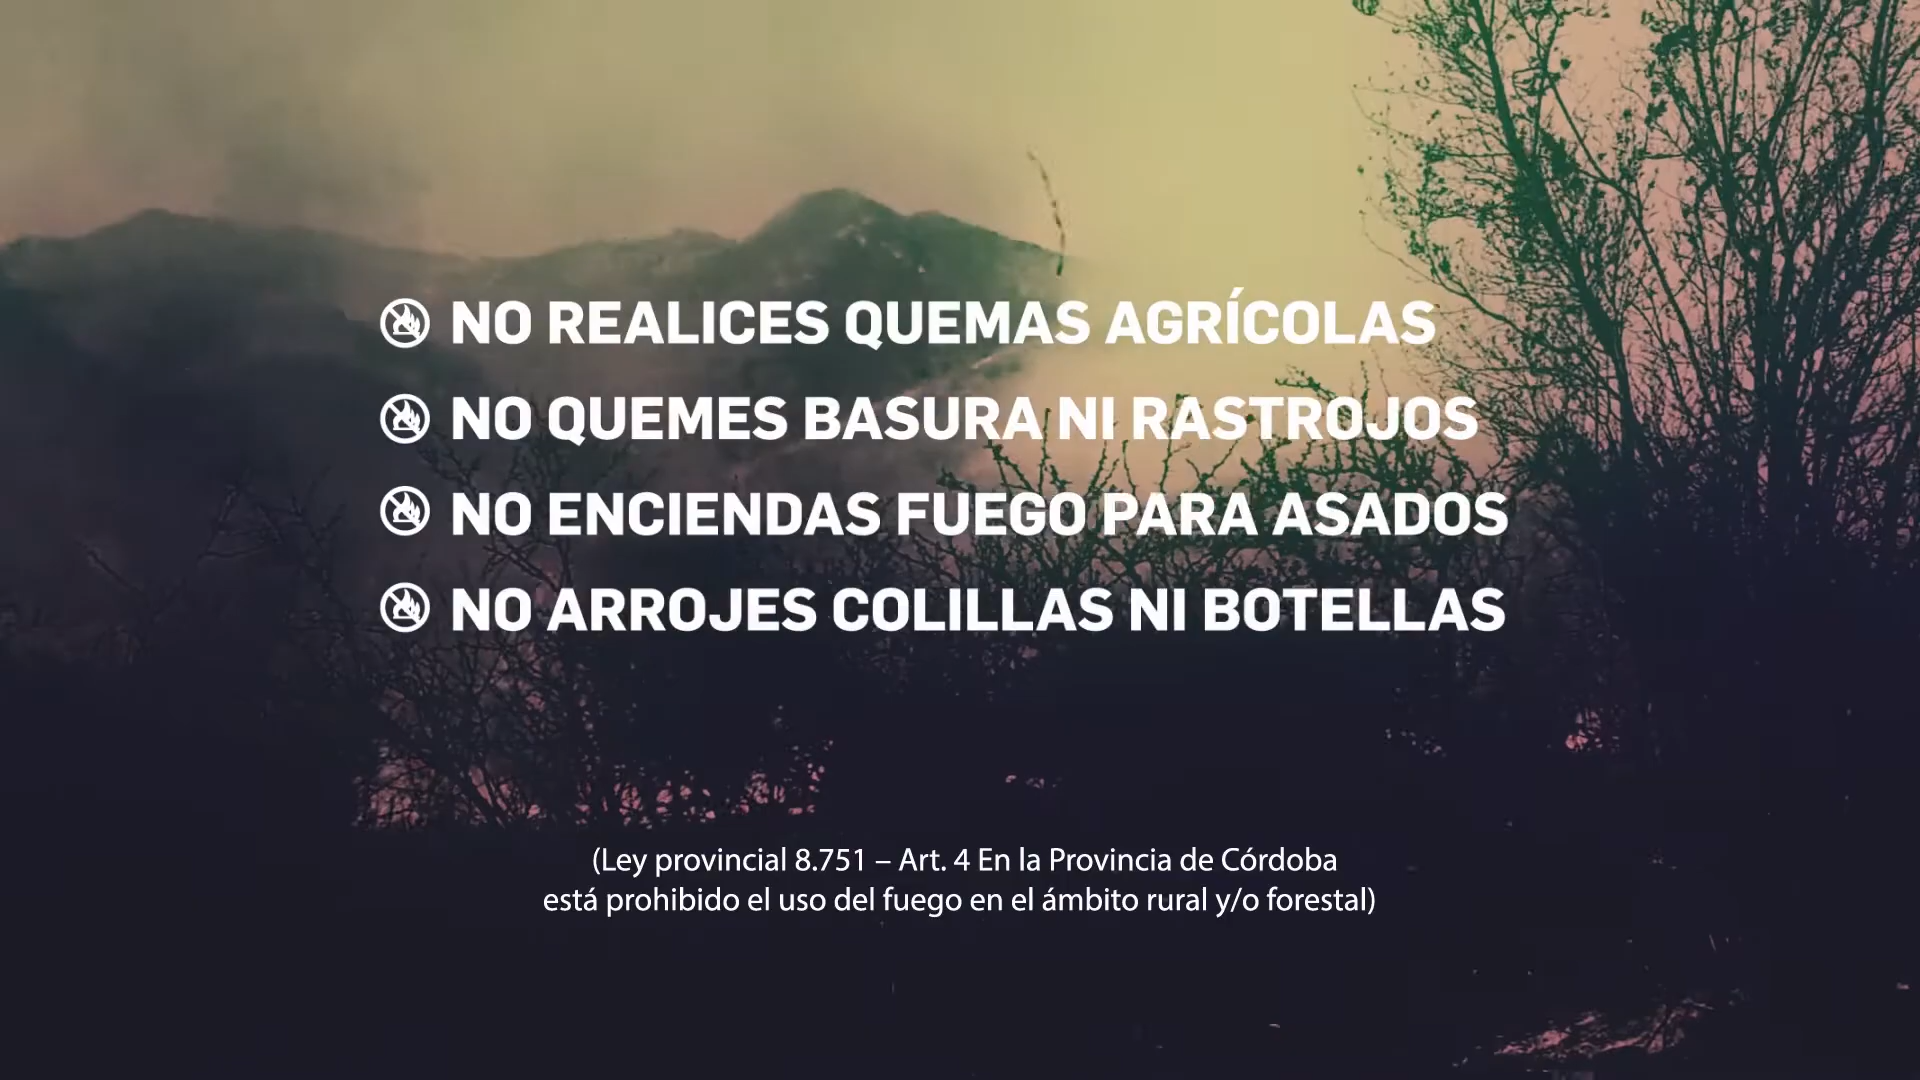 NO REALICES QUEMAS AGRÍCOLAS
NO QUEMES BASURA NI RASTROJOS
NO ENCIENDAS FUEGO PARA ASADOS
NO ARROJES COLILLAS NI BOTELLAS
(Ley provincial 8.751 – Art. 4 En la Provincia de Córdoba
está prohibido el uso del fuego en el ámbito rural y/o forestal)